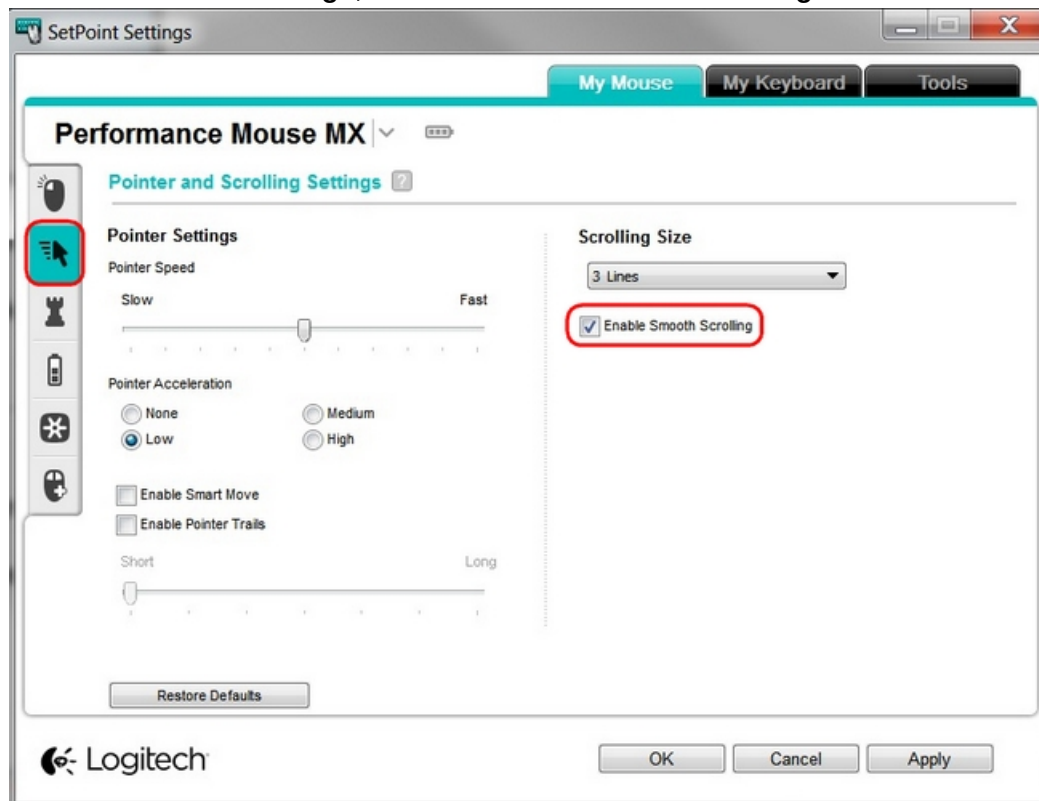 SetPoint Settings
My Mouse My Keyboard Tools
Performance Mouse MX
Pointer and Scrolling Settings ?
Pointer Settings
Pointer Speed
Slow Fast
Pointer Acceleration
None Medium
Low High
Enable Smart Move
Enable Pointer Trails
Short Long
Restore Defaults
Scrolling Size
3 Lines
Enable Smooth Scrolling
Logitech
OK Cancel Apply